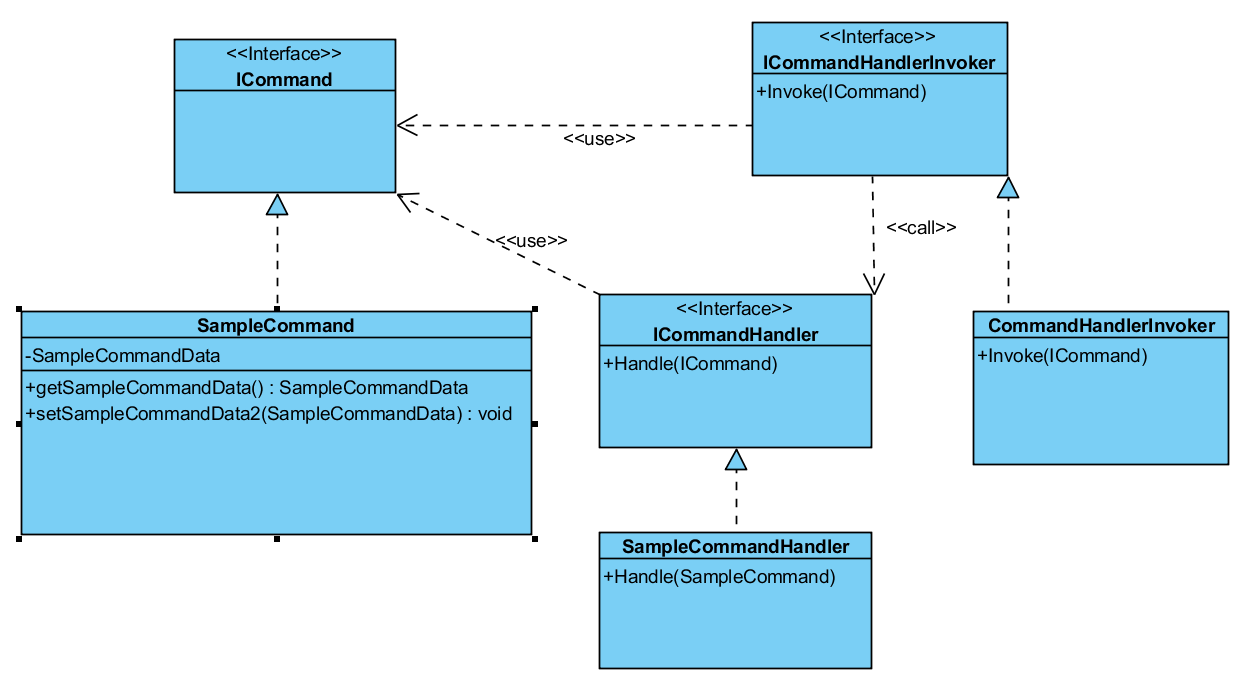 <<Interface>>
ICommand
<<Interface>>
ICommandHandlerInvoker
+Invoke(ICommand)
<<use>>
<<use>>
<<call>>
<<Interface>>
ICommandHandler
+Handle(ICommand)
SampleCommand
-SampleCommandData
+getSampleCommandData() : SampleCommandData
+setSampleCommandData2(SampleCommandData) : void
CommandHandlerInvoker
+Invoke(ICommand)
SampleCommandHandler
+Handle(SampleCommand)